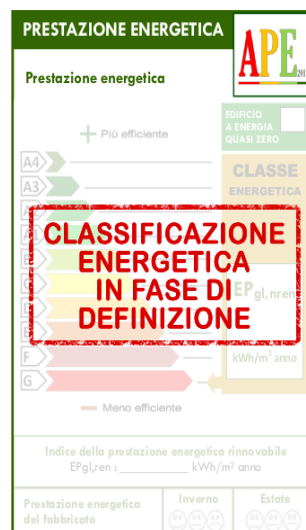 PRESTAZIONE ENERGETICA
APE
Prestazione energetica
EDIFICIO
A ENERGIA
QUASI ZERO
Più efficiente
CLASSE
ENERGETICA
A4
A3
CLASSIFICAZIONE
ENERGETICA
IN FASE DI
DEFINIZIONE
EPgl,nren
kWh/m² anno
F
G
Meno efficiente
Indice della prestazione energetica rinnovabile
EPgl,ren : __________ kWh/m² anno
Prestazione energetica
del fabbricato
Inverno
Estate